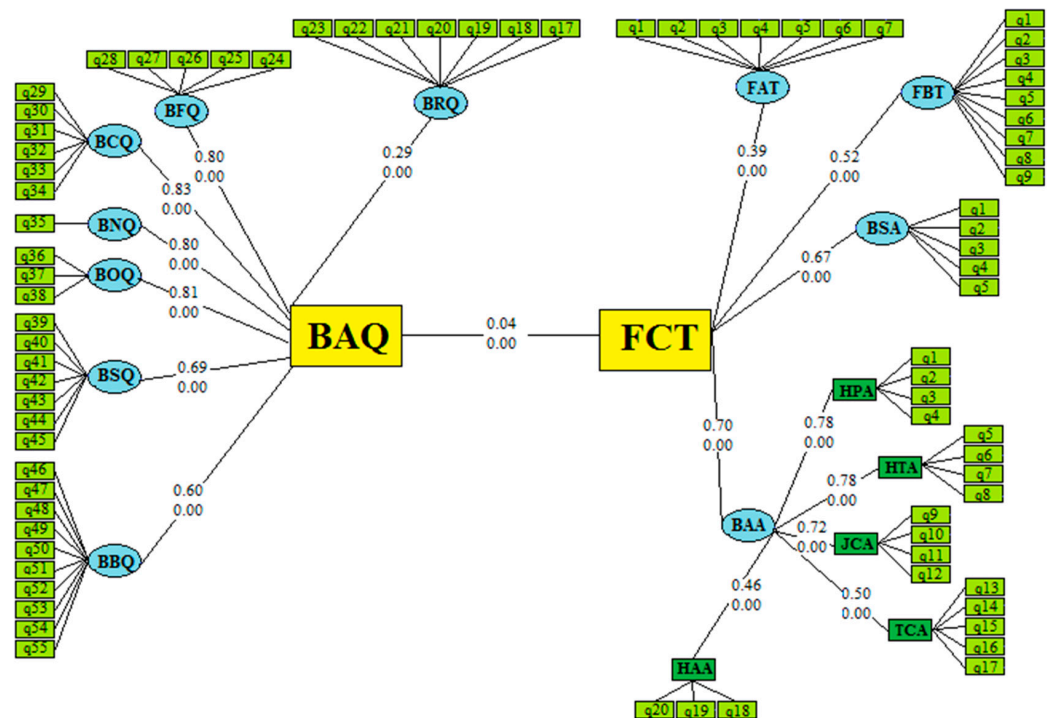 q23 q22 q21 q20 q19 q18 q17
q1 q2 q3 q4 q5 q6 q7
q28 q27 q26 q25 q24
BFQ
BRQ
FAT
FBT
q1
q2
q3
q4
q5
q6
q7
q8
q9
q29
q30
q31
q32
q33
q34
BCQ
0.80
0.00
0.83
0.00
0.29
0.00
0.39
0.00
0.52
0.00
q35
BNQ
0.80
0.00
q36
q37
q38
BOQ
0.81
0.00
BSA
0.67
0.00
q1
q2
q3
q4
q5
BAQ
0.04
0.00
FCT
q39
q40
q41
q42
q43
q44
q45
BSQ
0.69
0.00
q46
q47
q48
q49
q50
q51
q52
q53
q54
q55
BBQ
0.60
0.00
0.70
0.00
BAA
0.78
0.00
HPA
q1
q2
q3
q4
0.78
0.00
HTA
q5
q6
q7
q8
0.72
0.00
JCA
q9
q10
q11
q12
0.50
0.00
TCA
q13
q14
q15
q16
q17
0.46
0.00
HAA
q20 q19 q18